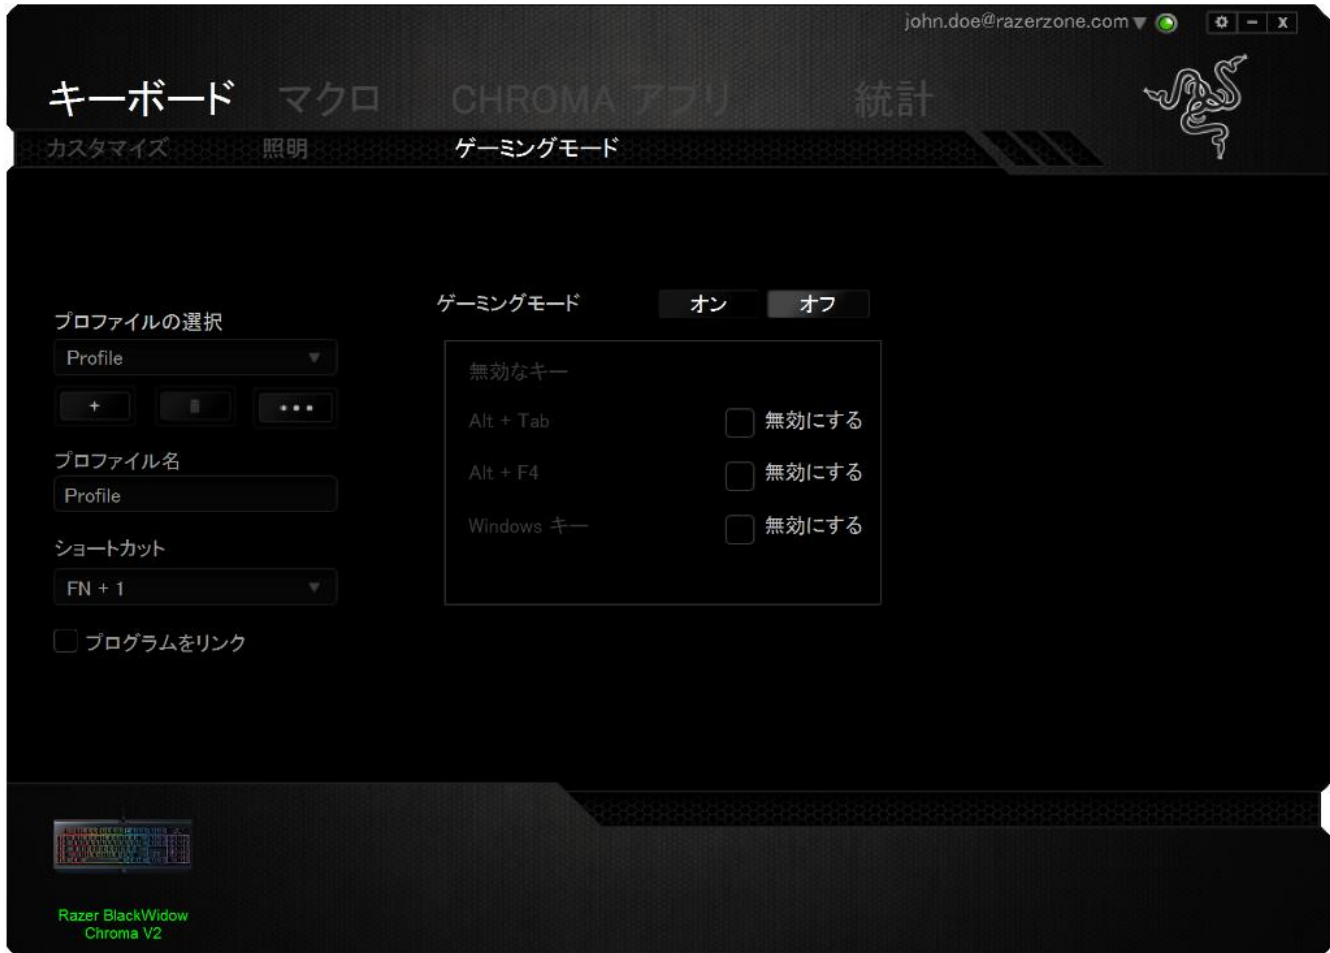 john.doe@razerzone.com
キーボード マクロ CHROMA アプリ 統計
カスタマイズ 照明 ゲーミングモード
ゲーミングモード オン オフ
プロファイルの選択
Profile
無効なキー
Alt + Tab 無効にする
プロファイル名
Alt + F4 無効にする
Profile
Windows キー 無効にする
ショートカット
FN + 1
プログラムをリンク
Razer BlackWidow
Chroma V2